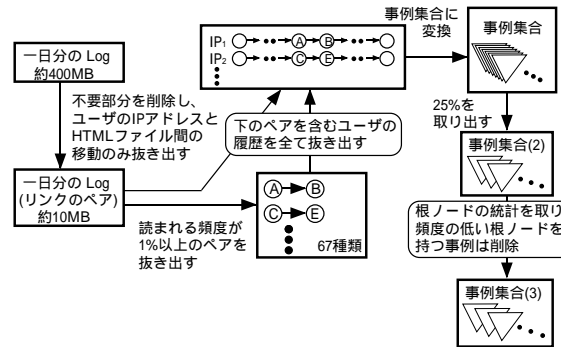 一日分の Log
約400MB
不要部分を削除し、
ユーザのIPアドレスと
HTMLファイル間の
移動のみ抜き出す
一日分の Log
(リンクのペア)
約10MB
読まれる頻度が
1%以上のペアを
抜き出す
IP1 A B
IP2 C E
下のペアを含むユーザの
履歴を全て抜き出す
A B
C E
67種類
事例集合に
変換
事例集合
25%を
取り出す
事例集合(2)
根ノードの統計を取り
頻度の低い根ノードを
持つ事例は削除
事例集合(3)